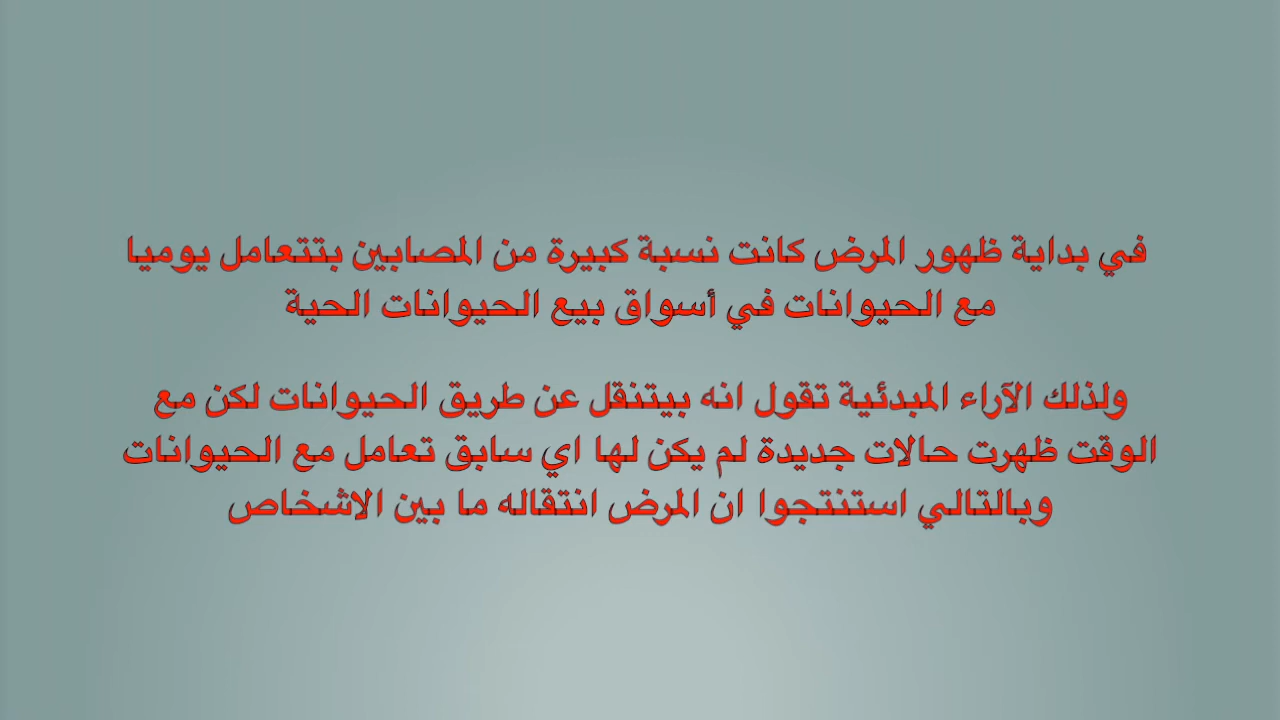 في بداية ظهور المرض كانت نسبة كبيرة من المصابين بتتعامل يوميا
مع الحيوانات في أسواق بيع الحيوانات الحية
ولذلك الآراء المبدئية تقول انه بيتنقل عن طريق الحيوانات لكن مع
الوقت ظهرت حالات جديدة لم يكن لها اي سابق تعامل مع الحيوانات
وبالتالي استنتجوا ان المرض انتقاله ما بين الاشخاص